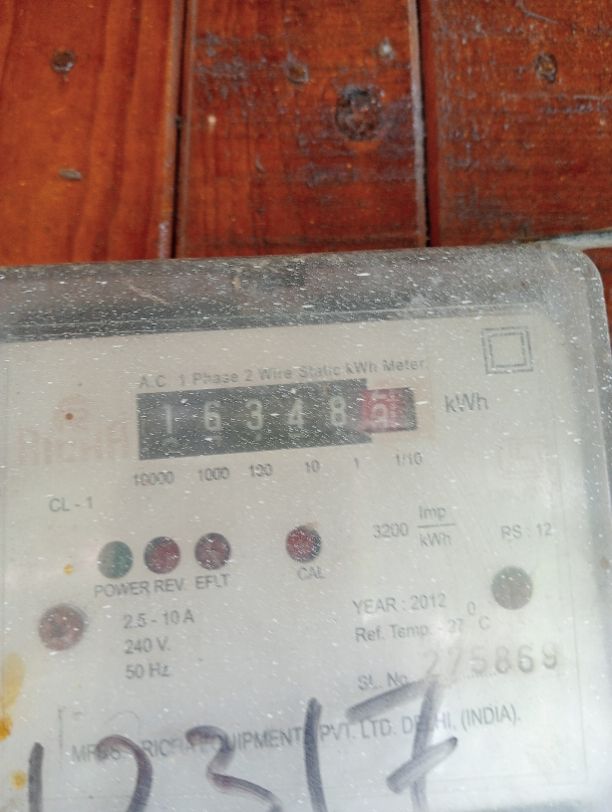 A.C. 1 Phase 2 Wire Static kWh Meter
1 6 3 4 8 5 kWh
10000 1000 100 10 1 1/10
CL - 1
3200 Imp/kWh
RS : 12
POWER REV. EFLT CAL
2.5 - 10 A
240 V.
50 Hz
YEAR : 2012
Ref. Temp. - 27 °C
SL. No. 275869
EQUIPMENTS PVT. LTD. DELHI, (INDIA).
12317